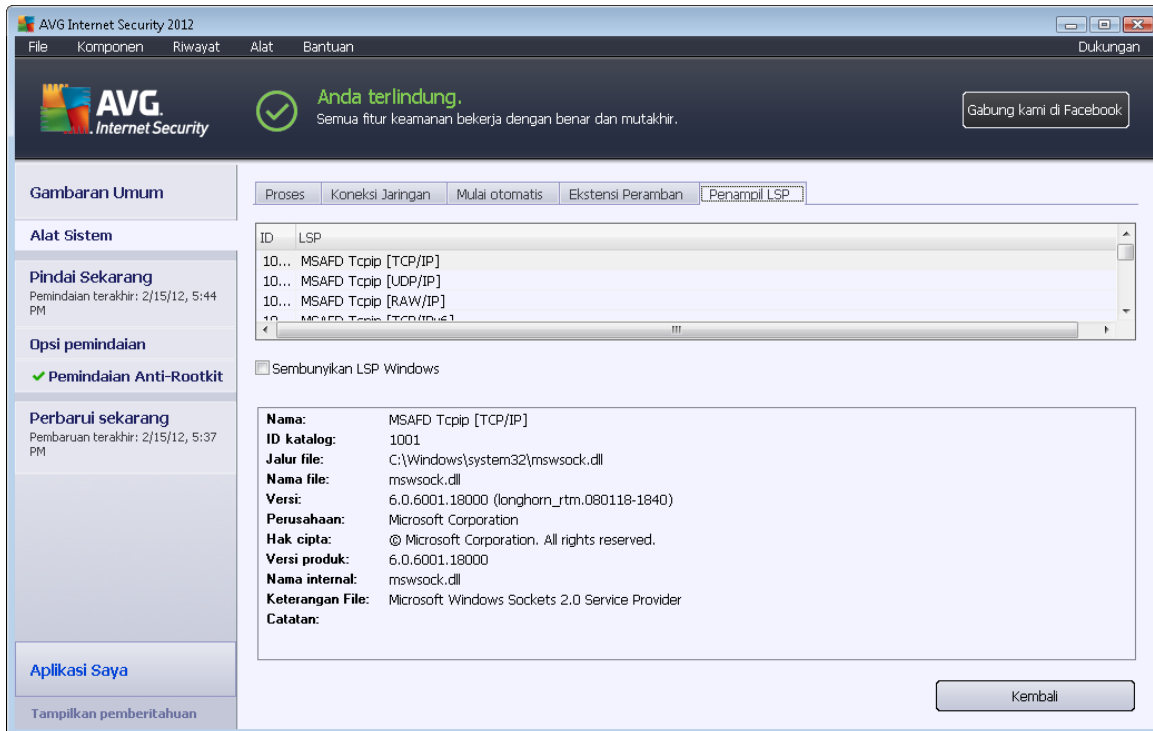 AVG Internet Security 2012
File Komponen Riwayat Alat Bantuan Dukungan
AVG.
Internet Security
Anda terlindung.
Semua fitur keamanan bekerja dengan benar dan mutakhir.
Gabung kami di Facebook
Gambaran Umum
Alat Sistem
Pindai Sekarang
Pemindaian terakhir: 2/15/12, 5:44
PM
Opsi pemindaian
Pemindaian Anti-Rootkit
Perbarui sekarang
Pembaruan terakhir: 2/15/12, 5:37
PM
Aplikasi Saya
Tampilkan pemberitahuan
Proses Koneksi Jaringan Mulai otomatis Ekstensi Peramban Penampil LSP
ID LSP
10... MSAFD Tcpip [TCP/IP]
10... MSAFD Tcpip [UDP/IP]
10... MSAFD Tcpip [RAW/IP]
10... MSAFD Tcpip [TCP/IPv6]
Sembunyikan LSP Windows
Nama: MSAFD Tcpip [TCP/IP]
ID katalog: 1001
Jalur file: C:\Windows\system32\mswsock.dll
Nama file: mswsock.dll
Versi: 6.0.6001.18000 (longhorn_rtm.080118-1840)
Perusahaan: Microsoft Corporation
Hak cipta: © Microsoft Corporation. All rights reserved.
Versi produk: 6.0.6001.18000
Nama internal: mswsock.dll
Keterangan File: Microsoft Windows Sockets 2.0 Service Provider
Catatan:
Kembali